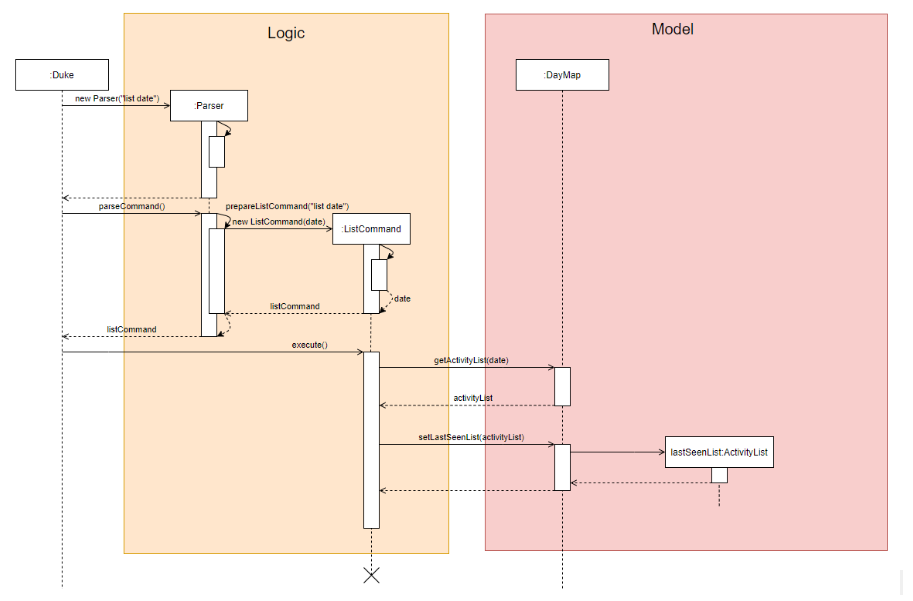 Logic
Model
:Duke
:DayMap
new Parser("list date")
:Parser
parseCommand()
prepareListCommand("list date")
new ListCommand(date)
:ListCommand
date
listCommand
listCommand
execute()
getActivityList(date)
activityList
setLastSeenList(activityList)
lastSeenList:ActivityList